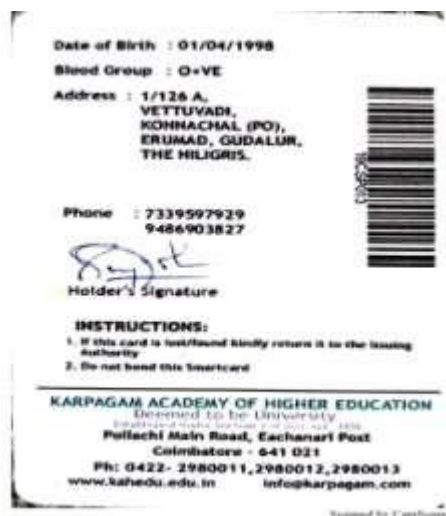 Date of Birth : 01/04/1998
Blood Group : O+VE
Address : 1/126 A,
VETTUVADI,
KONNACHAL (PO),
ERUMAD, GUDALUR,
THE HILIGRIS.
Phone : 7339597929
9486903827
Holder's Signature
INSTRUCTIONS:
1. If this card is lost/found kindly return it to the issuing
Authority
2. Do not bend this Smartcard
KARPAGAM ACADEMY OF HIGHER EDUCATION
Deemed to be University
Pollachi Main Road, Eachanari Post
Coimbatore - 641 021
Ph: 0422- 2980011,2980012,2980013
www.kahedu.edu.in info@karpagam.com